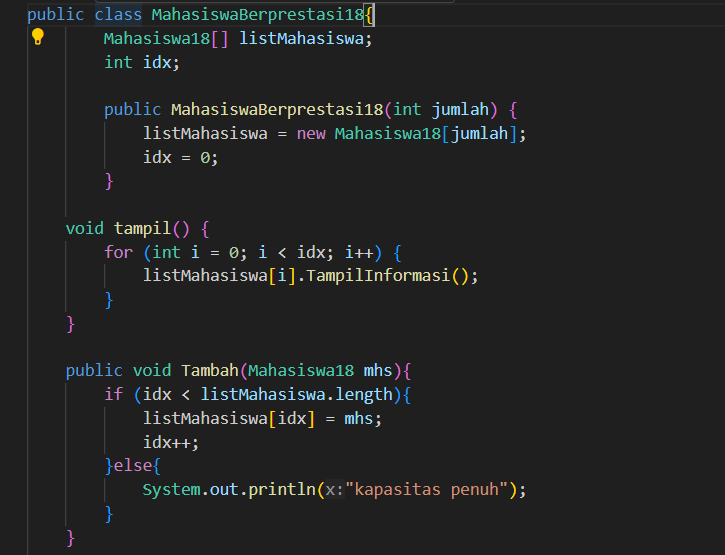 public class MahasiswaBerprestasi18{
Mahasiswa18[] listMahasiswa;
int idx;
public MahasiswaBerprestasi18(int jumlah) {
listMahasiswa = new Mahasiswa18[jumlah];
idx = 0;
}
void tampil() {
for (int i = 0; i < idx; i++) {
listMahasiswa[i].TampilInformasi();
}
}
public void Tambah(Mahasiswa18 mhs){
if (idx < listMahasiswa.length){
listMahasiswa[idx] = mhs;
idx++;
}else{
System.out.println(x:"kapasitas penuh");
}
}